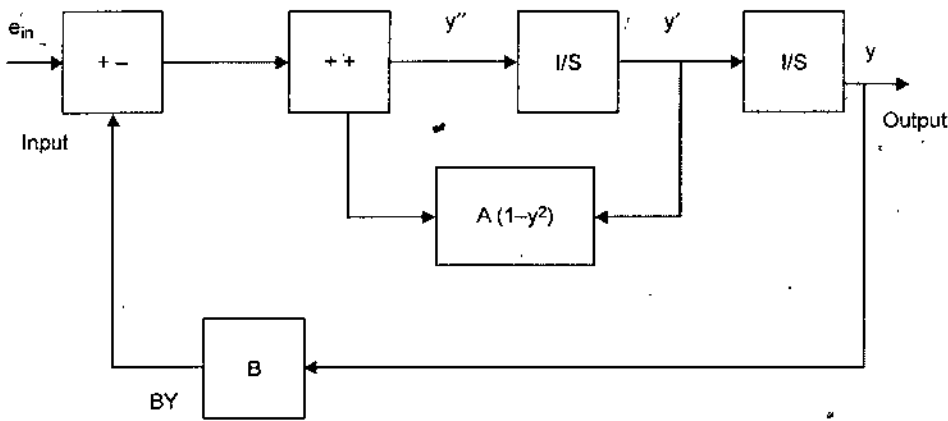 e_in
+ −
+ +
y″
I/S
y′
I/S
y
Output
Input
A (1−y²)
B
BY